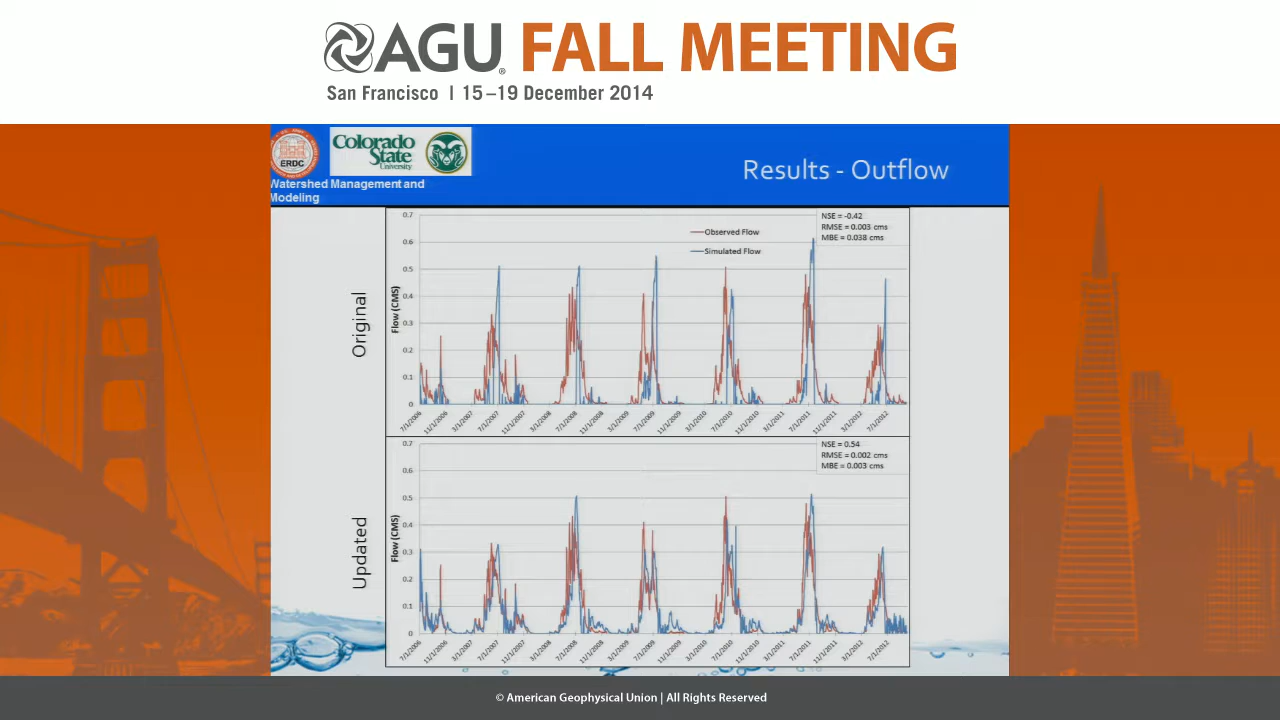 AGU® FALL MEETING
San Francisco | 15–19 December 2014
ERDC
Colorado
State
University
Watershed Management and
Modeling
Results - Outflow
Original
Flow (CMS)
0.7
0.6
0.5
0.4
0.3
0.2
0.1
0
Observed Flow
Simulated Flow
NSE = -0.42
RMSE = 0.003 cms
MBE = 0.038 cms
7/1/2006
11/1/2006
3/1/2007
7/1/2007
11/1/2007
3/1/2008
7/1/2008
11/1/2008
3/1/2009
7/1/2009
11/1/2009
3/1/2010
7/1/2010
11/1/2010
3/1/2011
7/1/2011
11/1/2011
3/1/2012
7/1/2012
Updated
Flow (CMS)
0.7
0.6
0.5
0.4
0.3
0.2
0.1
0
NSE = 0.54
RMSE = 0.002 cms
MBE = 0.003 cms
7/1/2006
11/1/2006
3/1/2007
7/1/2007
11/1/2007
3/1/2008
7/1/2008
11/1/2008
3/1/2009
7/1/2009
11/1/2009
3/1/2010
7/1/2010
11/1/2010
3/1/2011
7/1/2011
11/1/2011
3/1/2012
7/1/2012
© American Geophysical Union | All Rights Reserved